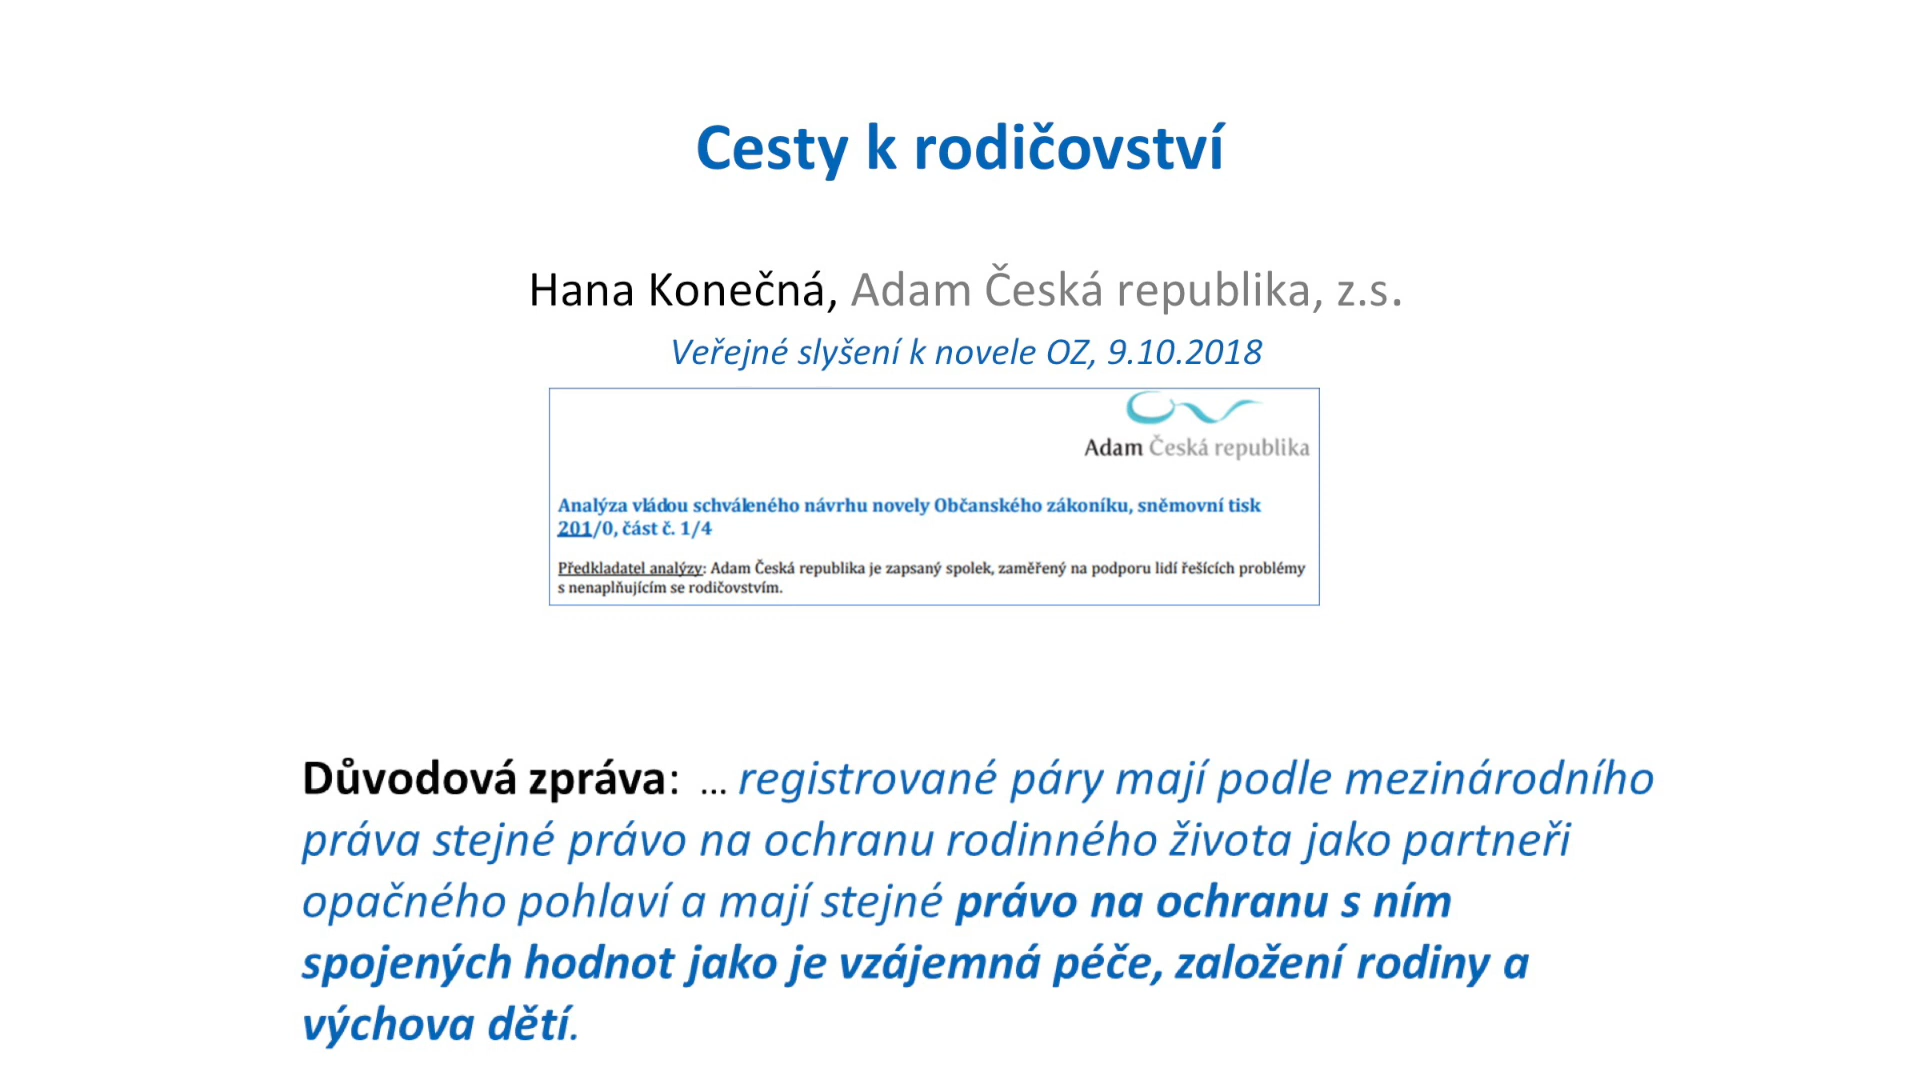 Cesty k rodičovství
Hana Konečná, Adam Česká republika, z.s.
Veřejné slyšení k novele OZ, 9.10.2018
Adam Česká republika
Analýza vládou schváleného návrhu novely Občanského zákoníku, sněmovní tisk
201/0, část č. 1/4
Předkladatel analýzy: Adam Česká republika je zapsaný spolek, zaměřený na podporu lidí řešících problémy
s nenaplňujícím se rodičovstvím.
Důvodová zpráva: ... registrované páry mají podle mezinárodního
práva stejné právo na ochranu rodinného života jako partneři
opačného pohlaví a mají stejné právo na ochranu s ním
spojených hodnot jako je vzájemná péče, založení rodiny a
výchova dětí.